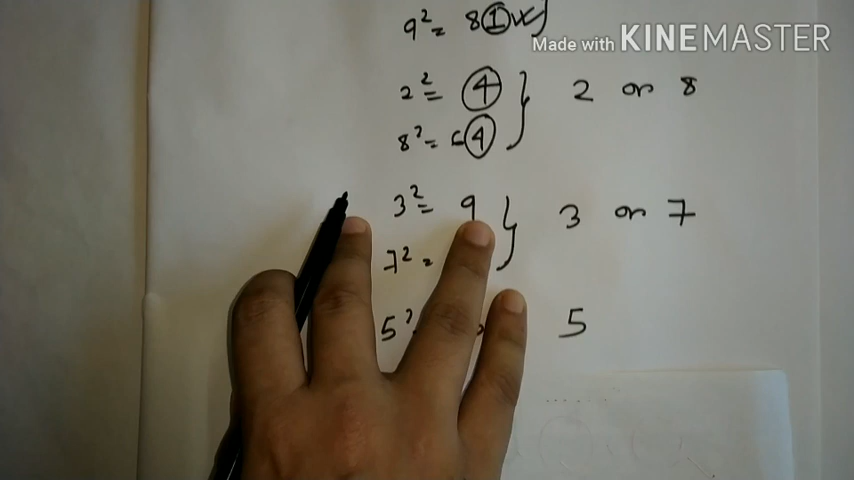 9² = 81
Made with KINEMASTER
2² = 4 } 2 or 8
8² = 64
3² = 9 } 3 or 7
7² =
5² 5